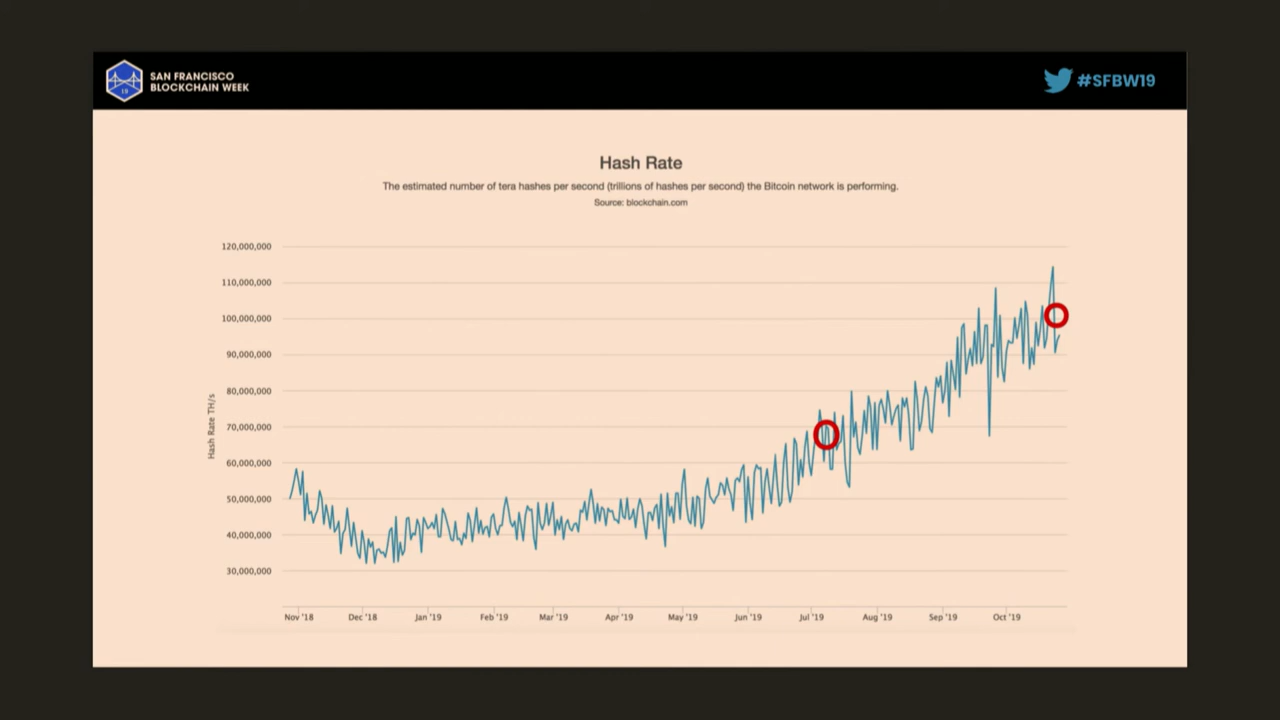 SAN FRANCISCO
BLOCKCHAIN WEEK
19
#SFBW19
Hash Rate
The estimated number of tera hashes per second (trillions of hashes per second) the Bitcoin network is performing.
Source: blockchain.com
120,000,000
110,000,000
100,000,000
90,000,000
80,000,000
70,000,000
60,000,000
50,000,000
40,000,000
30,000,000
Hash Rate TH/s
Nov '18 Dec '18 Jan '19 Feb '19 Mar '19 Apr '19 May '19 Jun '19 Jul '19 Aug '19 Sep '19 Oct '19